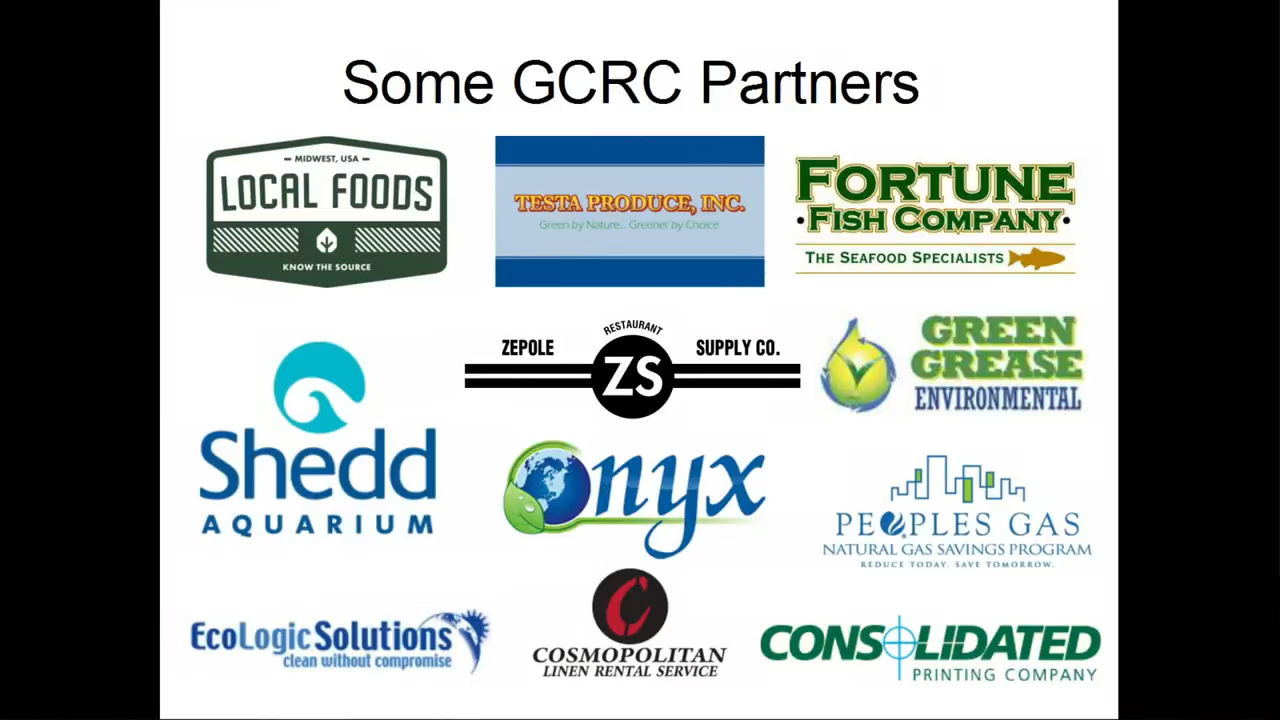 Some GCRC Partners
MIDWEST, USA
LOCAL FOODS
KNOW THE SOURCE
TESTA PRODUCE, INC.
Green by Nature... Greener by Choice
FORTUNE
FISH COMPANY
THE SEAFOOD SPECIALISTS
Shedd
AQUARIUM
RESTAURANT
ZEPOLE
ZS
SUPPLY CO.
GREEN
GREASE
ENVIRONMENTAL
Onyx
PEOPLES GAS
NATURAL GAS SAVINGS PROGRAM
REDUCE TODAY. SAVE TOMORROW.
EcoLogic Solutions
clean without compromise
C
COSMOPOLITAN
LINEN RENTAL SERVICE
CONSOLIDATED
PRINTING COMPANY